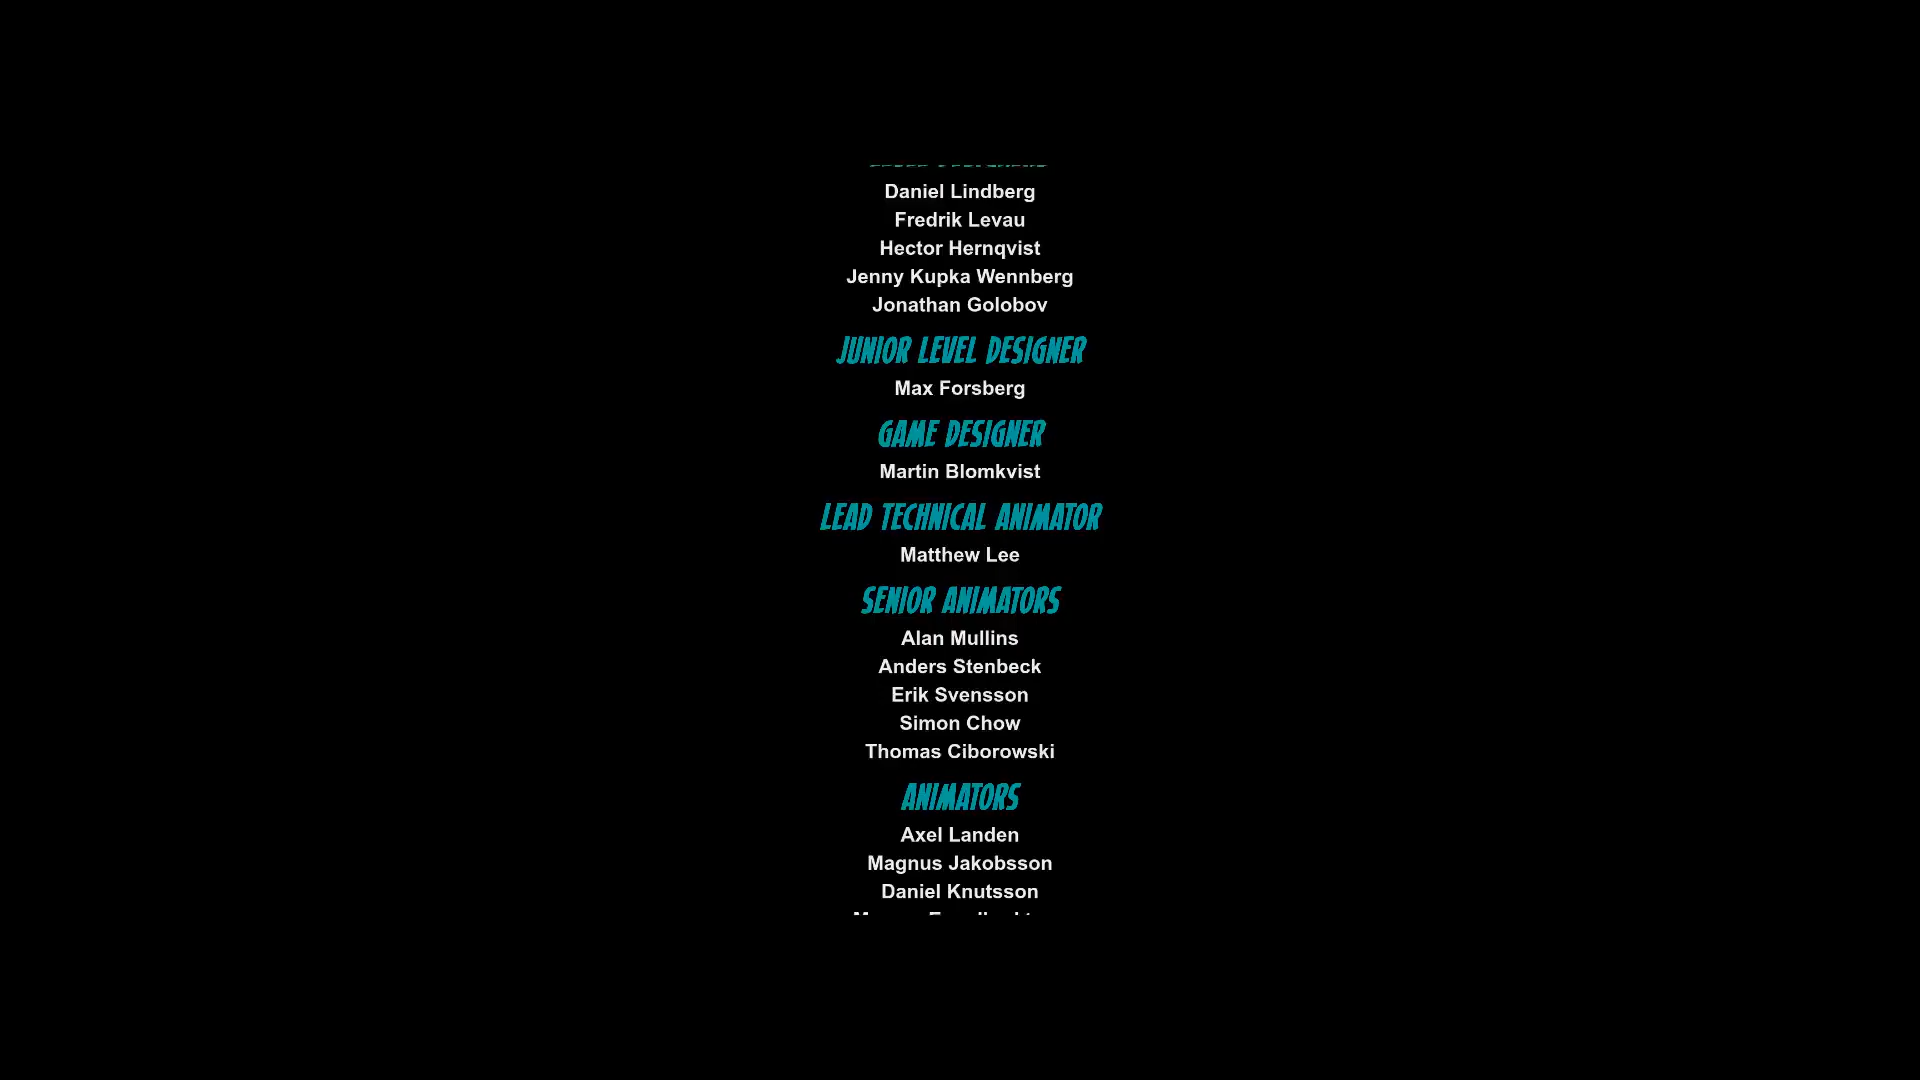 Daniel Lindberg
Fredrik Levau
Hector Hernqvist
Jenny Kupka Wennberg
Jonathan Golobov
JUNIOR LEVEL DESIGNER
Max Forsberg
GAME DESIGNER
Martin Blomkvist
LEAD TECHNICAL ANIMATOR
Matthew Lee
SENIOR ANIMATORS
Alan Mullins
Anders Stenbeck
Erik Svensson
Simon Chow
Thomas Ciborowski
ANIMATORS
Axel Landen
Magnus Jakobsson
Daniel Knutsson